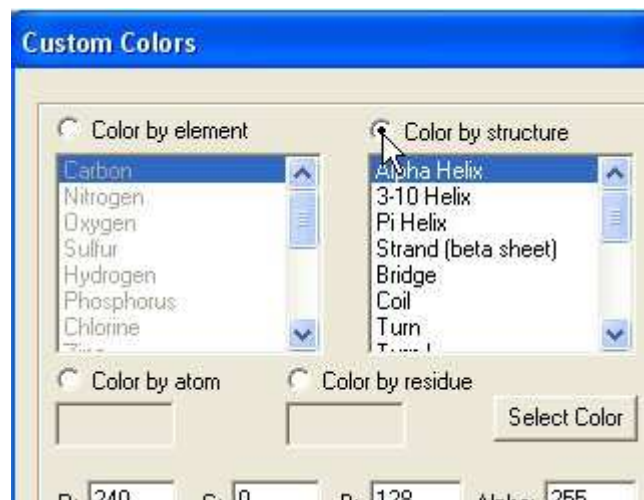 Custom Colors
Color by element
Color by structure
Carbon
Nitrogen
Oxygen
Sulfur
Hydrogen
Phosphorus
Chlorine
Alpha Helix
3-10 Helix
Pi Helix
Strand (beta sheet)
Bridge
Coil
Turn
Color by atom
Color by residue
Select Color
240 0 128 255